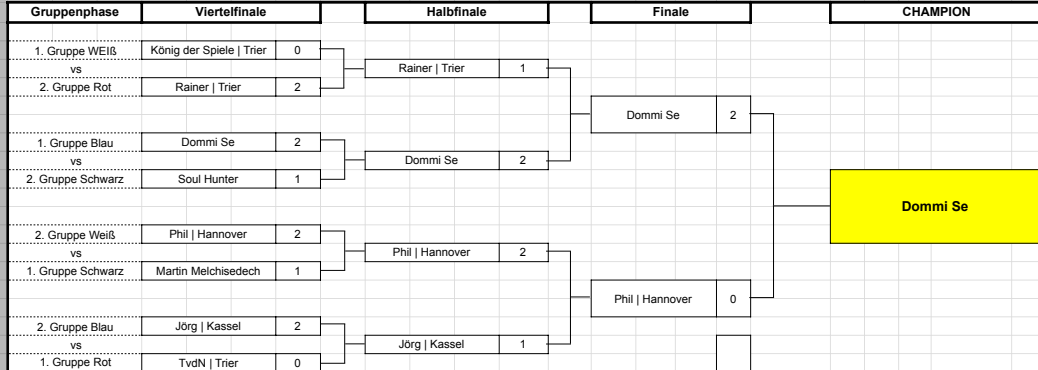 Gruppenphase Viertelfinale Halbfinale Finale CHAMPION
1. Gruppe WEIß König der Spiele | Trier 0
vs Rainer | Trier 1
2. Gruppe Rot Rainer | Trier 2
Dommi Se 2
1. Gruppe Blau Dommi Se 2
vs Dommi Se 2
2. Gruppe Schwarz Soul Hunter 1
Dommi Se
2. Gruppe Weiß Phil | Hannover 2
vs Phil | Hannover 2
1. Gruppe Schwarz Martin Melchisedech 1
Phil | Hannover 0
2. Gruppe Blau Jörg | Kassel 2
vs Jörg | Kassel 1
1. Gruppe Rot TvdN | Trier 0